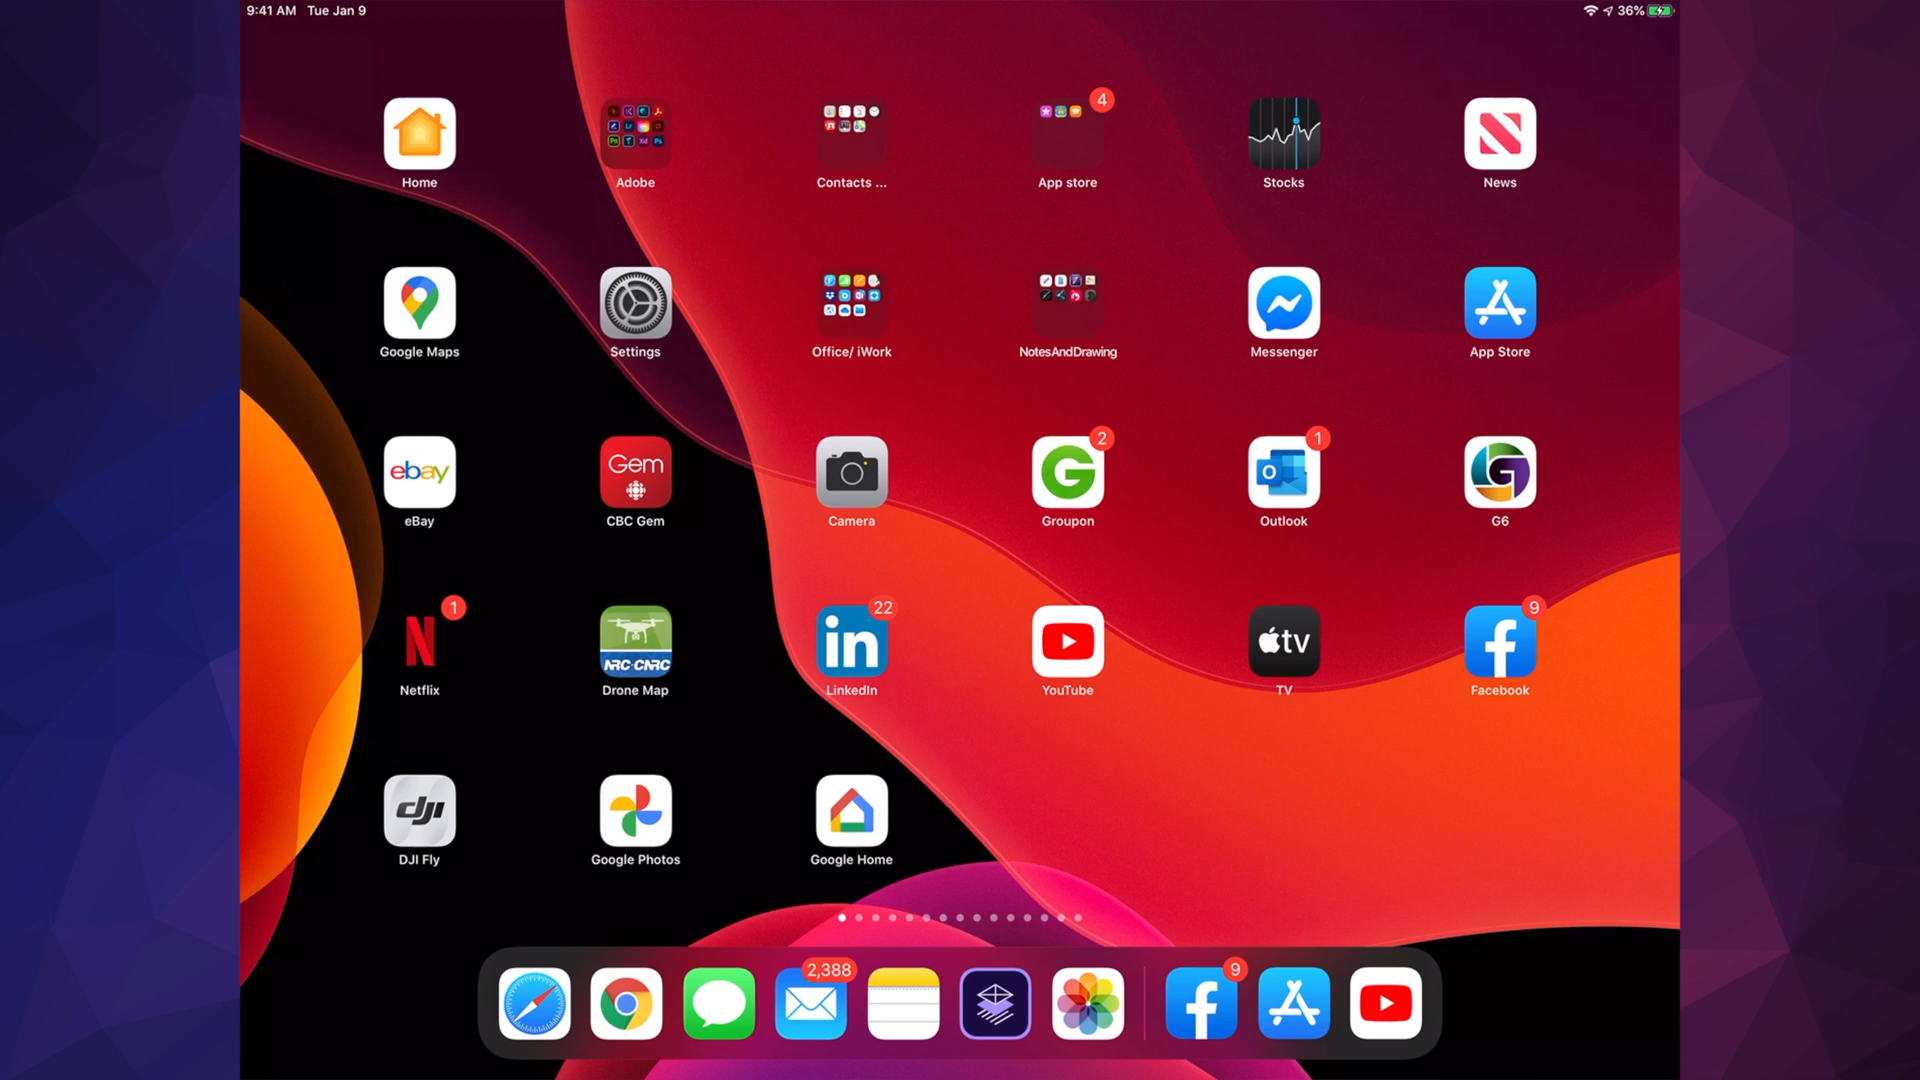 9:41 AM Tue Jan 9
36%
4
Home Adobe Contacts ... App store Stocks News
Google Maps Settings Office/ iWork NotesAndDrawing Messenger App Store
ebay Gem 2 1
eBay CBC Gem Camera Groupon Outlook G6
1 NRC·CNRC 22 in tv 9
Netflix Drone Map LinkedIn YouTube TV Facebook
dji
DJI Fly Google Photos Google Home
2,388 9